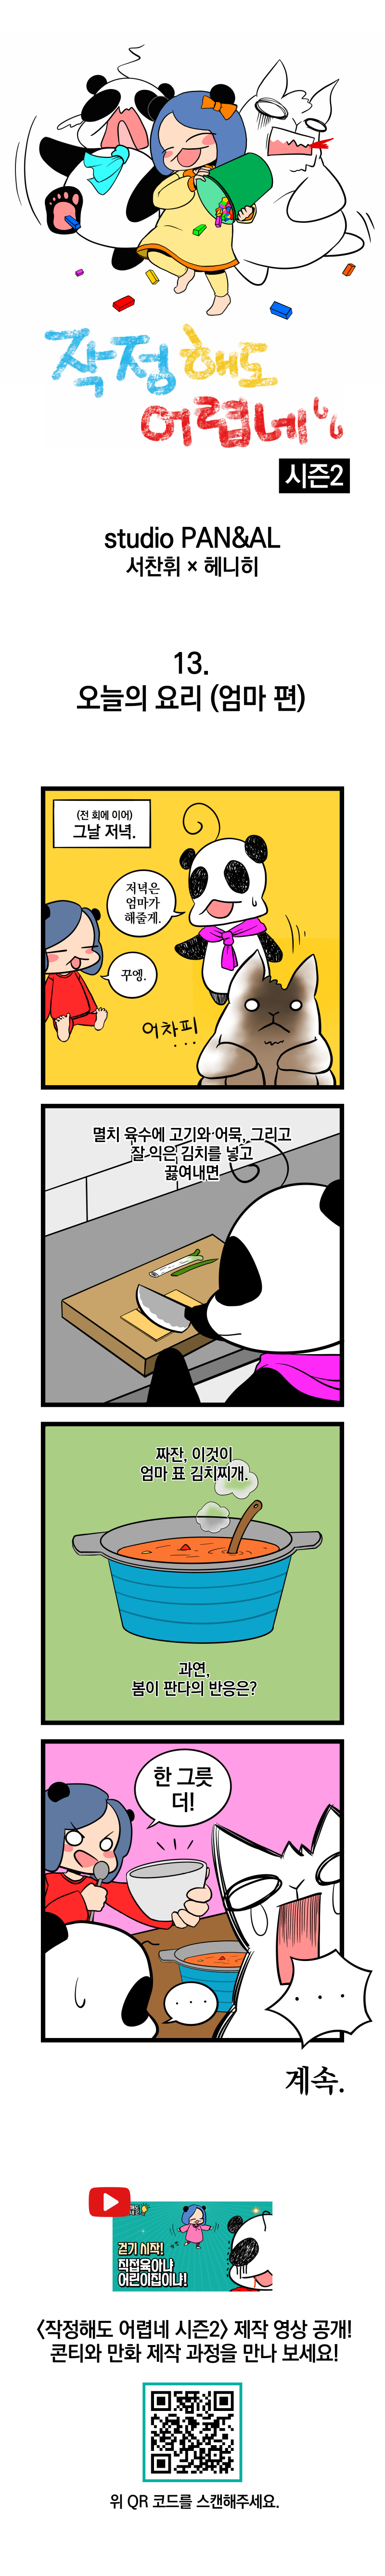 작정해도
어렵네
시즌2
studio PAN&AL
서찬휘 × 헤니히
13.
오늘의 요리 (엄마 편)
(전 회에 이어)
그날 저녁.
저녁은
엄마가
해줄게.
꾸엥.
어차피
...
멸치 육수에 고기와 어묵, 그리고
잘 익은 김치를 넣고
끓여내면
짜잔, 이것이
엄마 표 김치찌개.
과연,
봄이 판다의 반응은?
한 그릇
더!
...
...
계속.
걷기 시작!
직접육아냐
어린이집이냐!
<작정해도 어렵네 시즌2> 제작 영상 공개!
콘티와 만화 제작 과정을 만나 보세요!
위 QR 코드를 스캔해주세요.